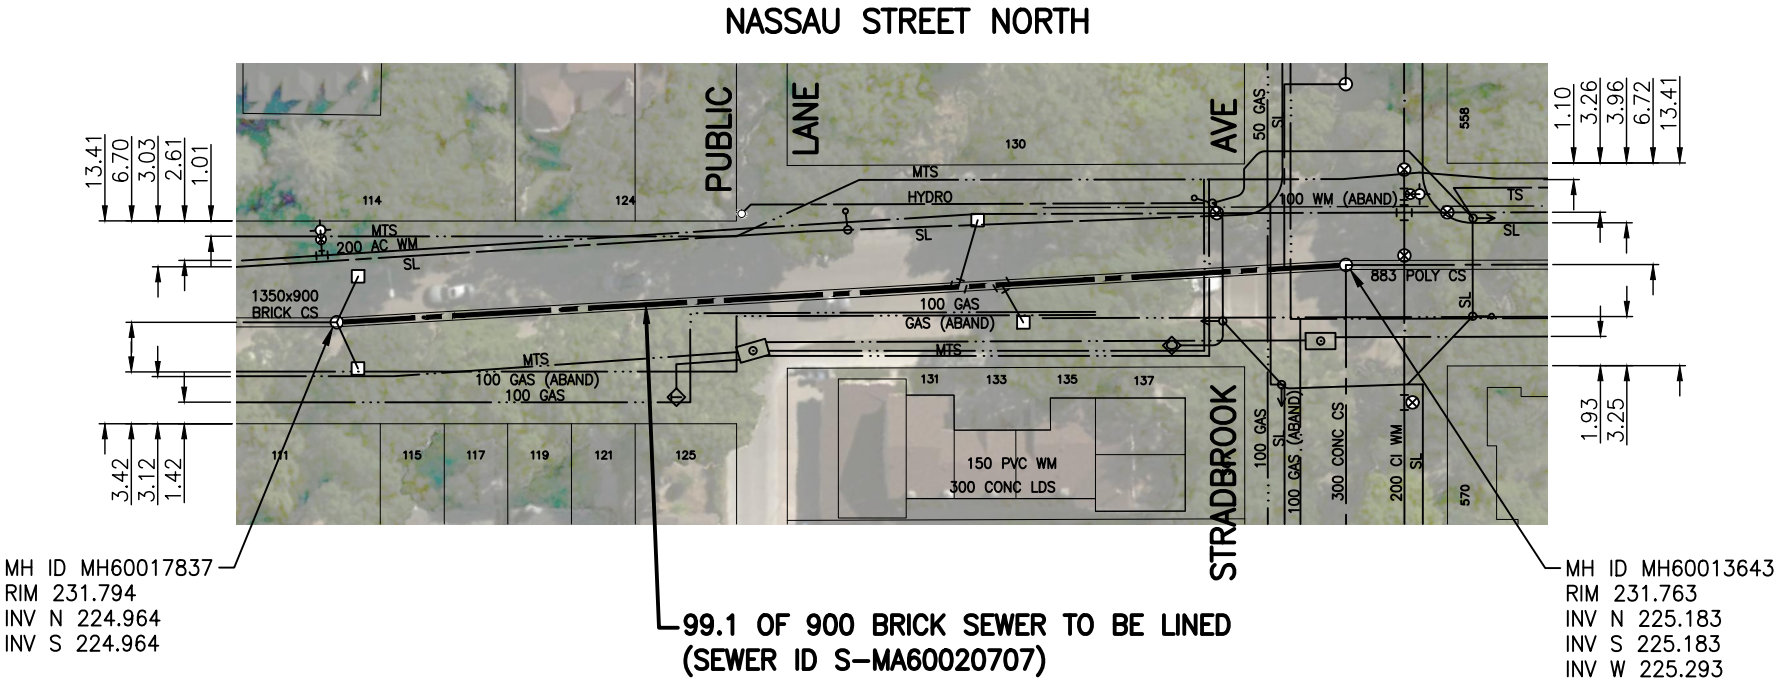 NASSAU STREET NORTH
13.41
6.70
3.03
2.61
1.01
PUBLIC
LANE
AVE
50 GAS
SL
1.10
3.26
3.96
6.72
13.41
558
130
114
124
MTS
HYDRO
100 WM (ABAND)
TS
MTS
200 AC WM
SL
SL
SL
883 POLY CS
1350x900
BRICK CS
100 GAS
GAS (ABAND)
SL
MTS
MTS
100 GAS (ABAND)
100 GAS
131
133
135
137
STRADBROOK
100 GAS
SL
100 GAS (ABAND)
300 CONC CS
200 CI WM
SL
570
1.93
3.25
3.42
3.12
1.42
111
115
117
119
121
125
150 PVC WM
300 CONC LDS
MH ID MH60017837
RIM 231.794
INV N 224.964
INV S 224.964
99.1 OF 900 BRICK SEWER TO BE LINED
(SEWER ID S-MA60020707)
MH ID MH60013643
RIM 231.763
INV N 225.183
INV S 225.183
INV W 225.293